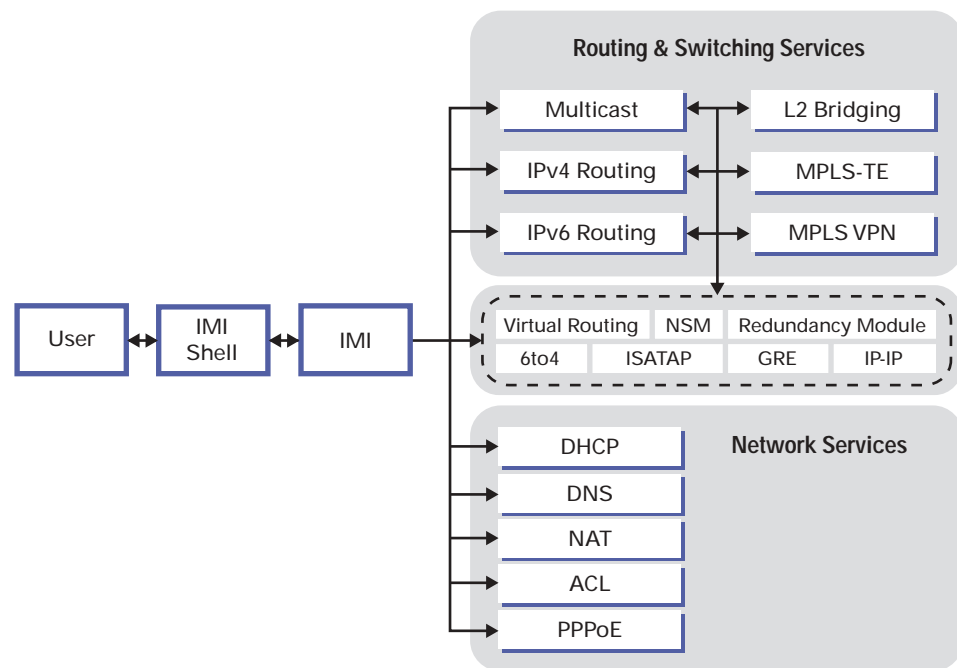 Routing & Switching Services
Multicast
L2 Bridging
IPv4 Routing
MPLS-TE
IPv6 Routing
MPLS VPN
User
IMI
Shell
IMI
Virtual Routing
NSM
Redundancy Module
6to4
ISATAP
GRE
IP-IP
Network Services
DHCP
DNS
NAT
ACL
PPPoE